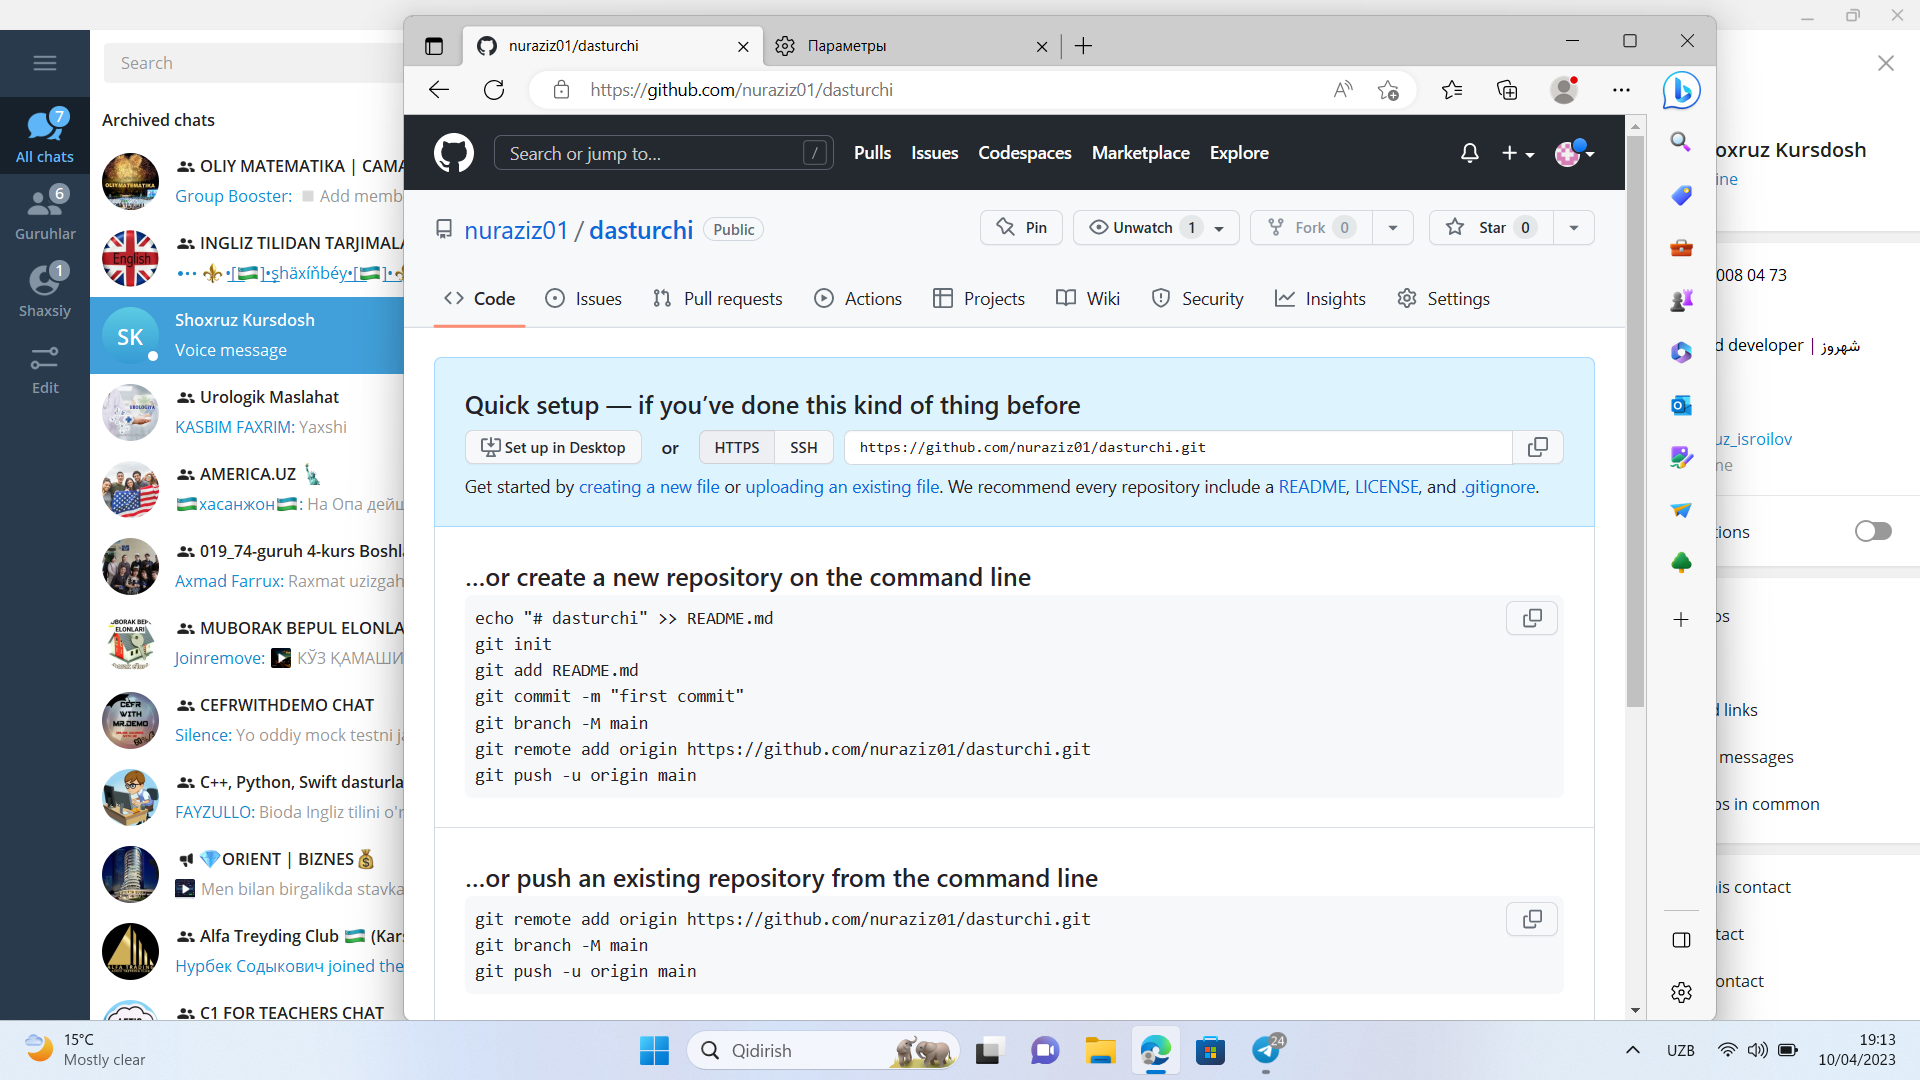 Search
7
All chats
6
Guruhlar
1
Shaxsiy
Edit
Archived chats
OLIY MATEMATIKA | CAMA
Group Booster: Add memb
INGLIZ TILIDAN TARJIMALA
•[🇺🇿]•şhäxíňbéy•[🇺🇿]•
SK
Shoxruz Kursdosh
Voice message
Urologik Maslahat
KASBIM FAXRIM: Yaxshi
AMERICA.UZ 🗽
🇺🇿хасанжон🇺🇿: На Опа дейш
019_74-guruh 4-kurs Boshla
Axmad Farrux: Raxmat uzizgah
MUBORAK BEPUL ELONLA
Joinremove: КЎЗ ҚАМАШИ
CEFRWITHDEMO CHAT
Silence: Yo oddiy mock testni ja
C++, Python, Swift dasturla
FAYZULLO: Bioda Ingliz tilini o'r
💎ORIENT | BIZNES💰
Men bilan birgalikda stavka
Alfa Treyding Club 🇺🇿 (Kars
Нурбек Содыкович joined the
C1 FOR TEACHERS CHAT
nuraziz01/dasturchi
Параметры
https://github.com/nuraziz01/dasturchi
Search or jump to... /
Pulls Issues Codespaces Marketplace Explore
nuraziz01 / dasturchi Public
Pin Unwatch 1 Fork 0 Star 0
Code Issues Pull requests Actions Projects Wiki Security Insights Settings
Quick setup — if you’ve done this kind of thing before
Set up in Desktop or HTTPS SSH https://github.com/nuraziz01/dasturchi.git
Get started by creating a new file or uploading an existing file. We recommend every repository include a README, LICENSE, and .gitignore.
…or create a new repository on the command line
echo "# dasturchi" >> README.md
git init
git add README.md
git commit -m "first commit"
git branch -M main
git remote add origin https://github.com/nuraziz01/dasturchi.git
git push -u origin main
…or push an existing repository from the command line
git remote add origin https://github.com/nuraziz01/dasturchi.git
git branch -M main
git push -u origin main
oxruz Kursdosh
ine
008 04 73
d developer | شهروز
uz_isroilov
ne
ions
os
d links
messages
os in common
is contact
tact
ontact
15°C
Mostly clear
Qidirish
24
UZB
19:13
10/04/2023